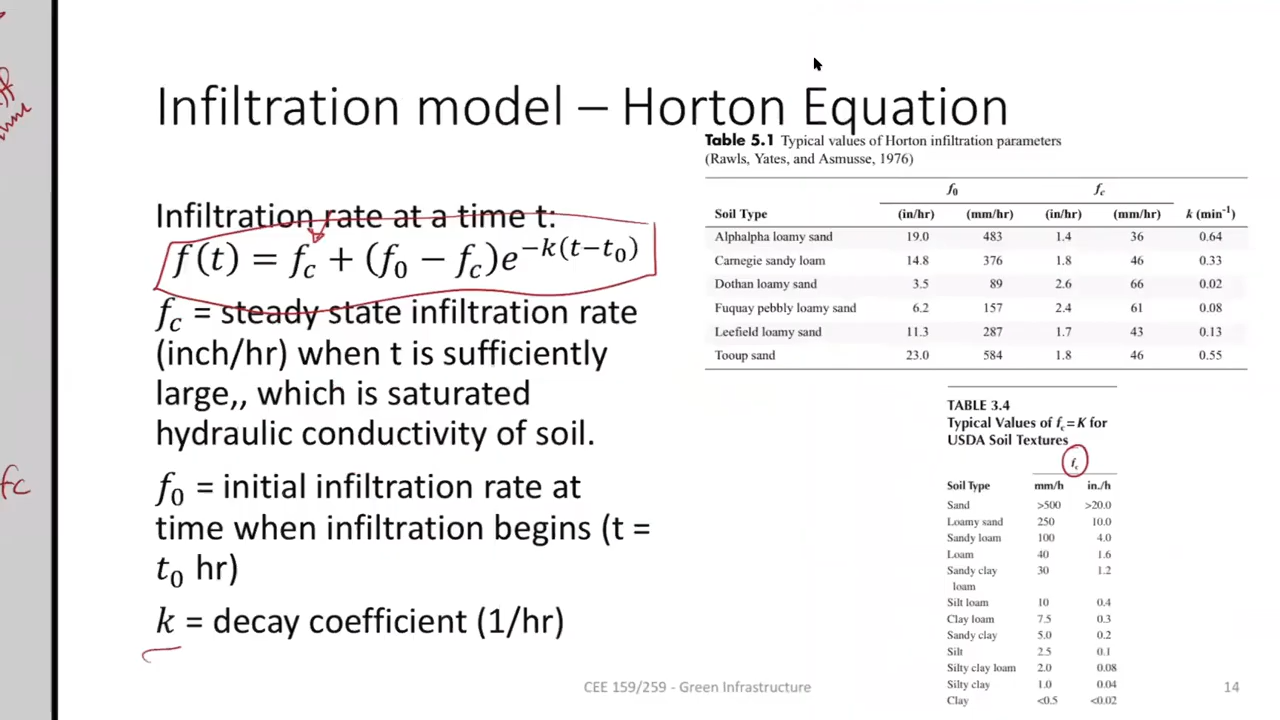 Infiltration model – Horton Equation
Infiltration rate at a time t:
f(t) = f_c + (f_0 − f_c)e^{−k(t−t_0)}
f_c = steady state infiltration rate
(inch/hr) when t is sufficiently
large,, which is saturated
hydraulic conductivity of soil.
f_0 = initial infiltration rate at
time when infiltration begins (t =
t_0 hr)
k = decay coefficient (1/hr)
fc
Table 5.1 Typical values of Horton infiltration parameters
(Rawls, Yates, and Asmusse, 1976)
f_0 f_c
Soil Type (in/hr) (mm/hr) (in/hr) (mm/hr) k (min⁻¹)
Alphalpha loamy sand 19.0 483 1.4 36 0.64
Carnegie sandy loam 14.8 376 1.8 46 0.33
Dothan loamy sand 3.5 89 2.6 66 0.02
Fuquay pebbly loamy sand 6.2 157 2.4 61 0.08
Leefield loamy sand 11.3 287 1.7 43 0.13
Tooup sand 23.0 584 1.8 46 0.55
TABLE 3.4
Typical Values of f_c = K for
USDA Soil Textures
f_c
Soil Type mm/h in./h
Sand >500 >20.0
Loamy sand 250 10.0
Sandy loam 100 4.0
Loam 40 1.6
Sandy clay 30 1.2
loam
Silt loam 10 0.4
Clay loam 7.5 0.3
Sandy clay 5.0 0.2
Silt 2.5 0.1
Silty clay loam 2.0 0.08
Silty clay 1.0 0.04
Clay <0.5 <0.02
CEE 159/259 - Green Infrastructure
14